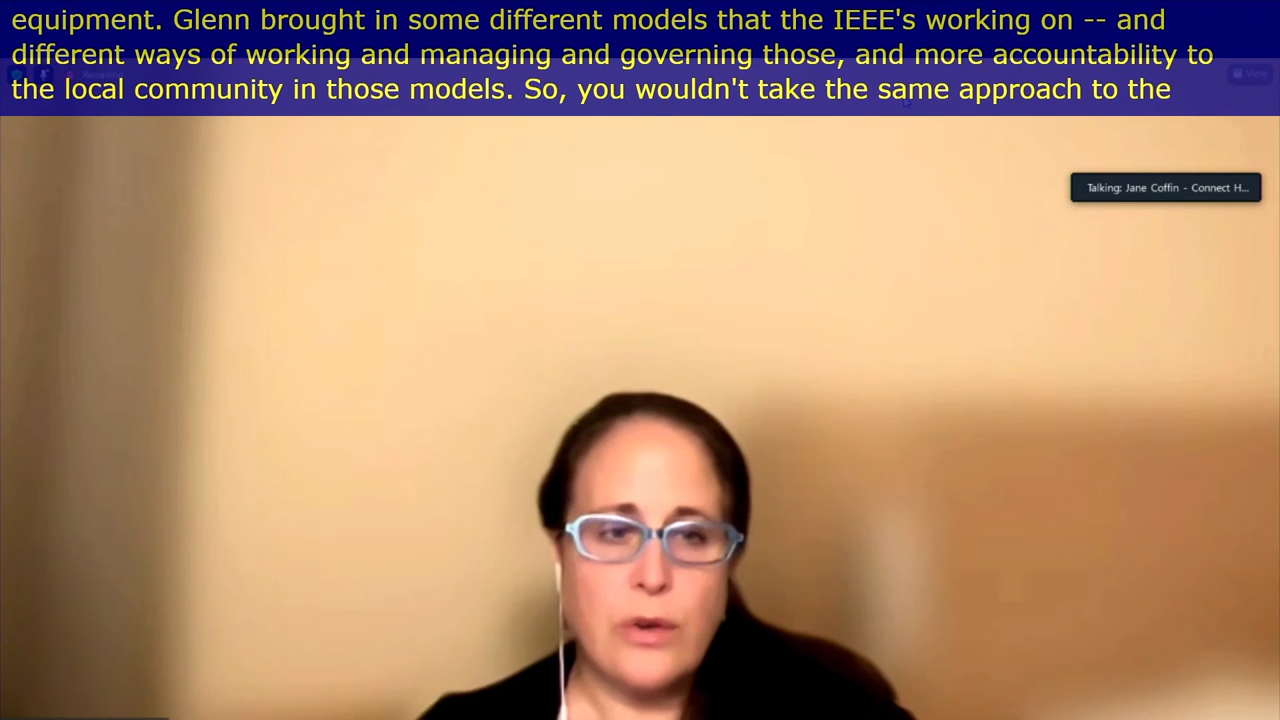 equipment. Glenn brought in some different models that the IEEE's working on -- and
different ways of working and managing and governing those, and more accountability to
the local community in those models. So, you wouldn't take the same approach to the
Recording
View
Talking: Jane Coffin - Connect H...